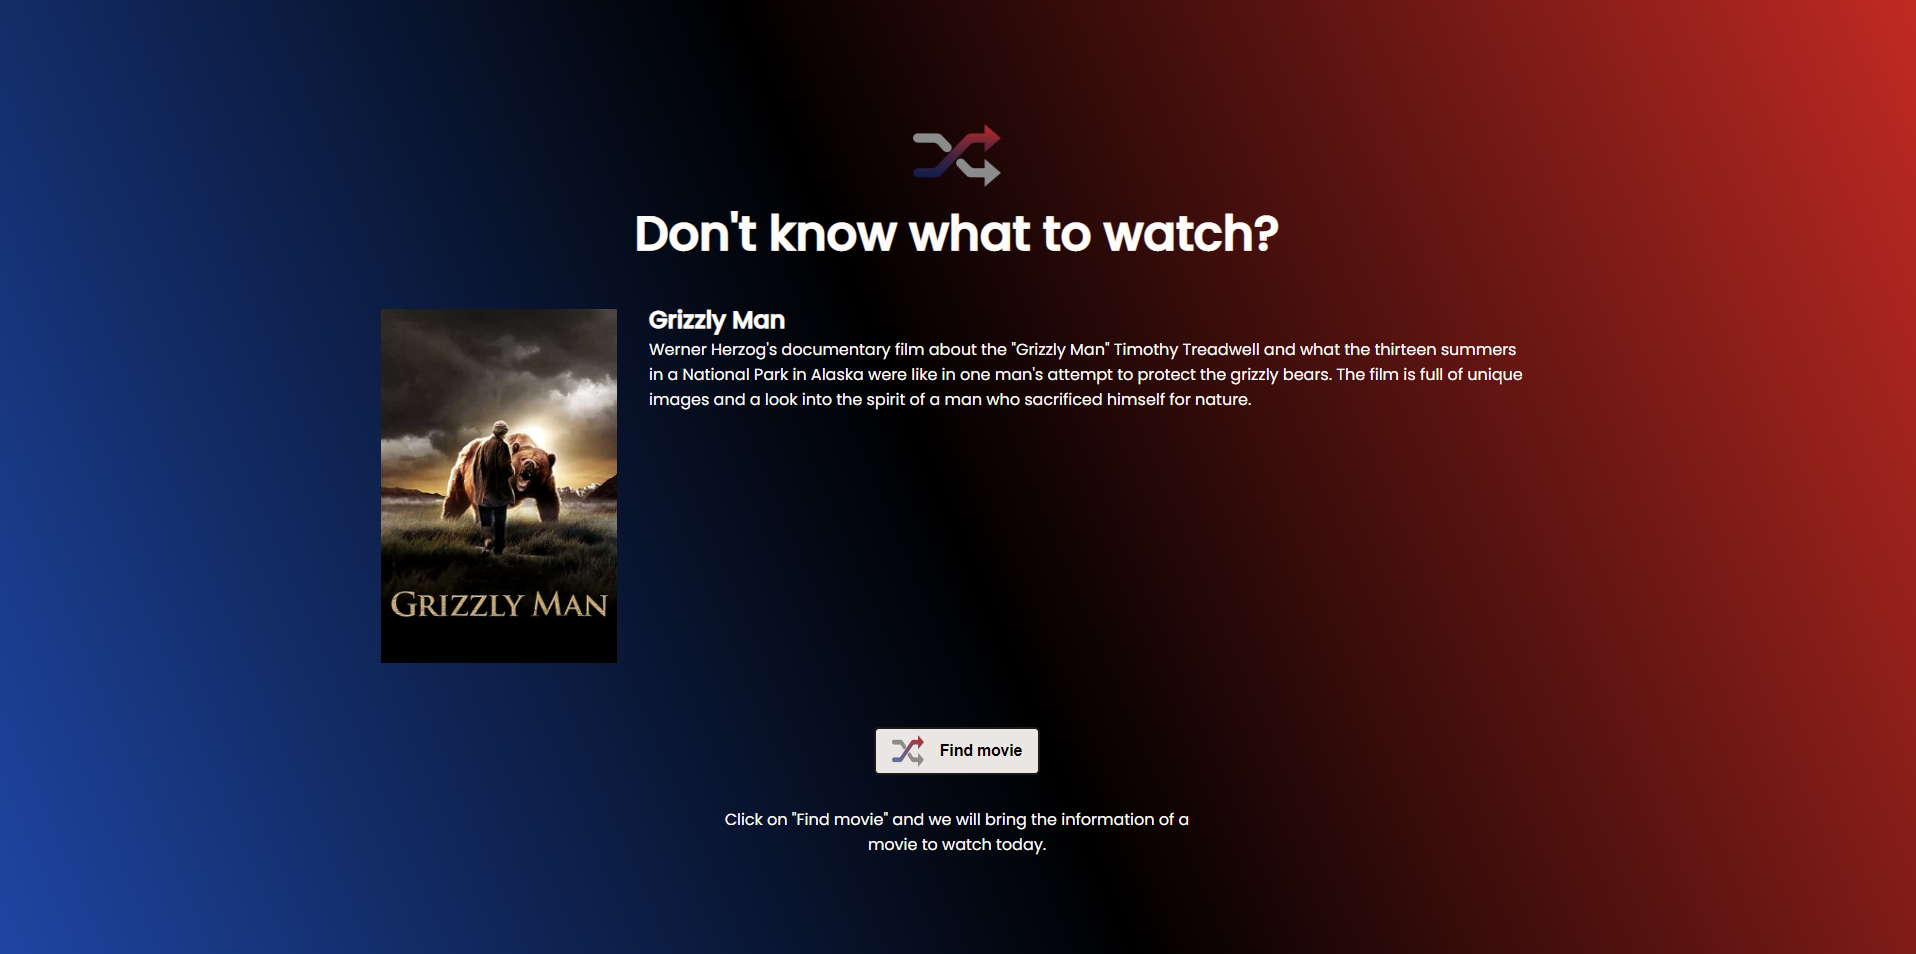 Don't know what to watch?
Grizzly Man
Werner Herzog's documentary film about the "Grizzly Man" Timothy Treadwell and what the thirteen summers
in a National Park in Alaska were like in one man's attempt to protect the grizzly bears. The film is full of unique
images and a look into the spirit of a man who sacrificed himself for nature.
GRIZZLY MAN
Find movie
Click on "Find movie" and we will bring the information of a
movie to watch today.